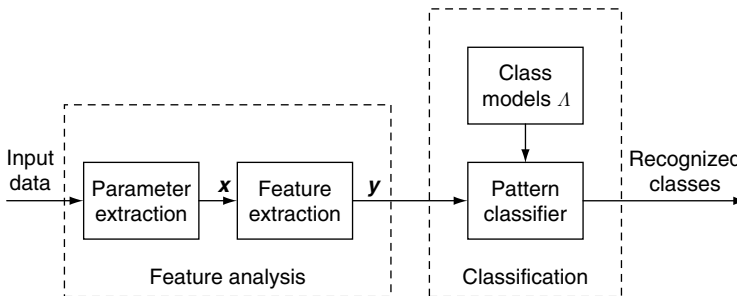 Class
models Λ
Input
data
Parameter
extraction
x
Feature
extraction
y
Pattern
classifier
Recognized
classes
Feature analysis
Classification